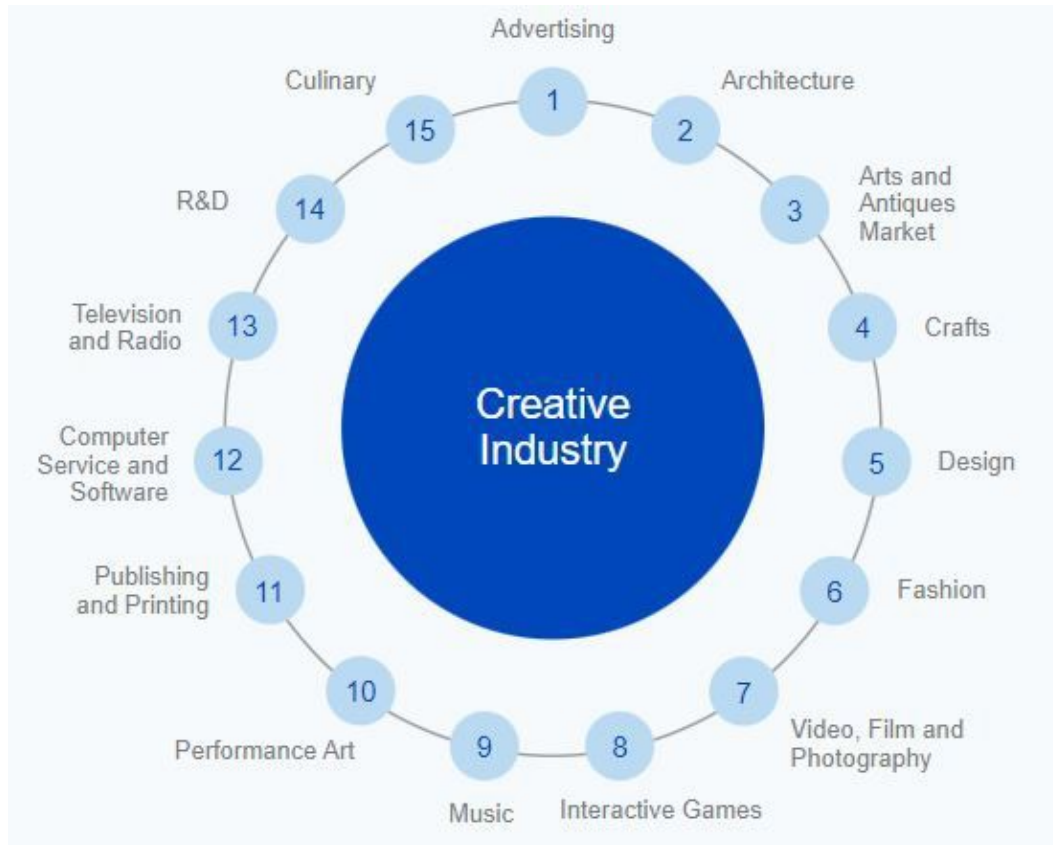 Advertising
1
Architecture
2
Arts and
Antiques
Market
3
Crafts
4
Design
5
Fashion
6
Video, Film and
Photography
7
Interactive Games
8
Music
9
Performance Art
10
Publishing
and Printing
11
Computer
Service and
Software
12
Television
and Radio
13
R&D
14
Culinary
15
Creative
Industry